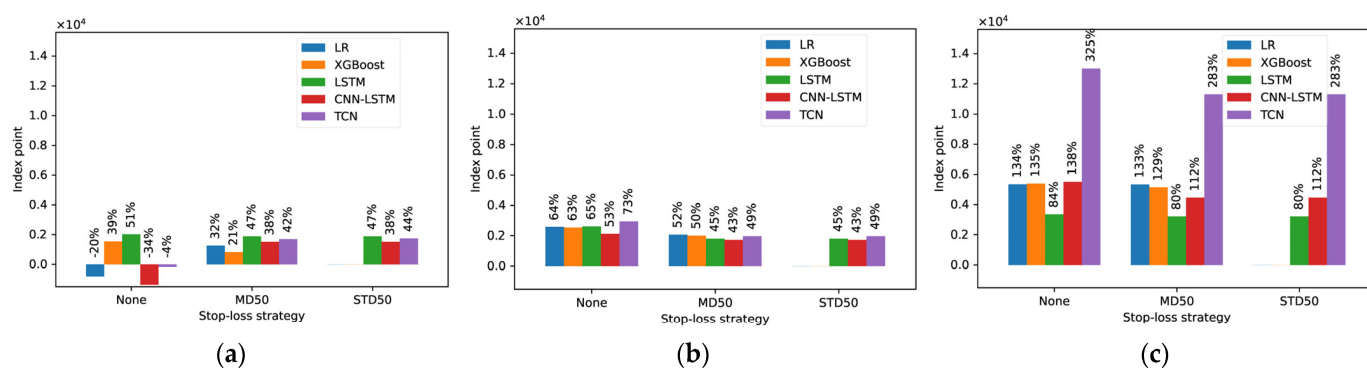 ×10⁴
1.4
1.2
1.0
0.8
0.6
0.4
0.2
0.0
Index point
LR
XGBoost
LSTM
CNN-LSTM
TCN
-20%
39%
51%
-34%
-4%
32%
21%
47%
38%
42%
47%
38%
44%
None
MD50
STD50
Stop-loss strategy
(a)
×10⁴
1.4
1.2
1.0
0.8
0.6
0.4
0.2
0.0
Index point
LR
XGBoost
LSTM
CNN-LSTM
TCN
64%
63%
65%
53%
73%
52%
50%
45%
43%
49%
45%
43%
49%
None
MD50
STD50
Stop-loss strategy
(b)
×10⁴
1.4
1.2
1.0
0.8
0.6
0.4
0.2
0.0
Index point
LR
XGBoost
LSTM
CNN-LSTM
TCN
134%
135%
84%
138%
325%
133%
129%
80%
112%
283%
80%
112%
283%
None
MD50
STD50
Stop-loss strategy
(c)